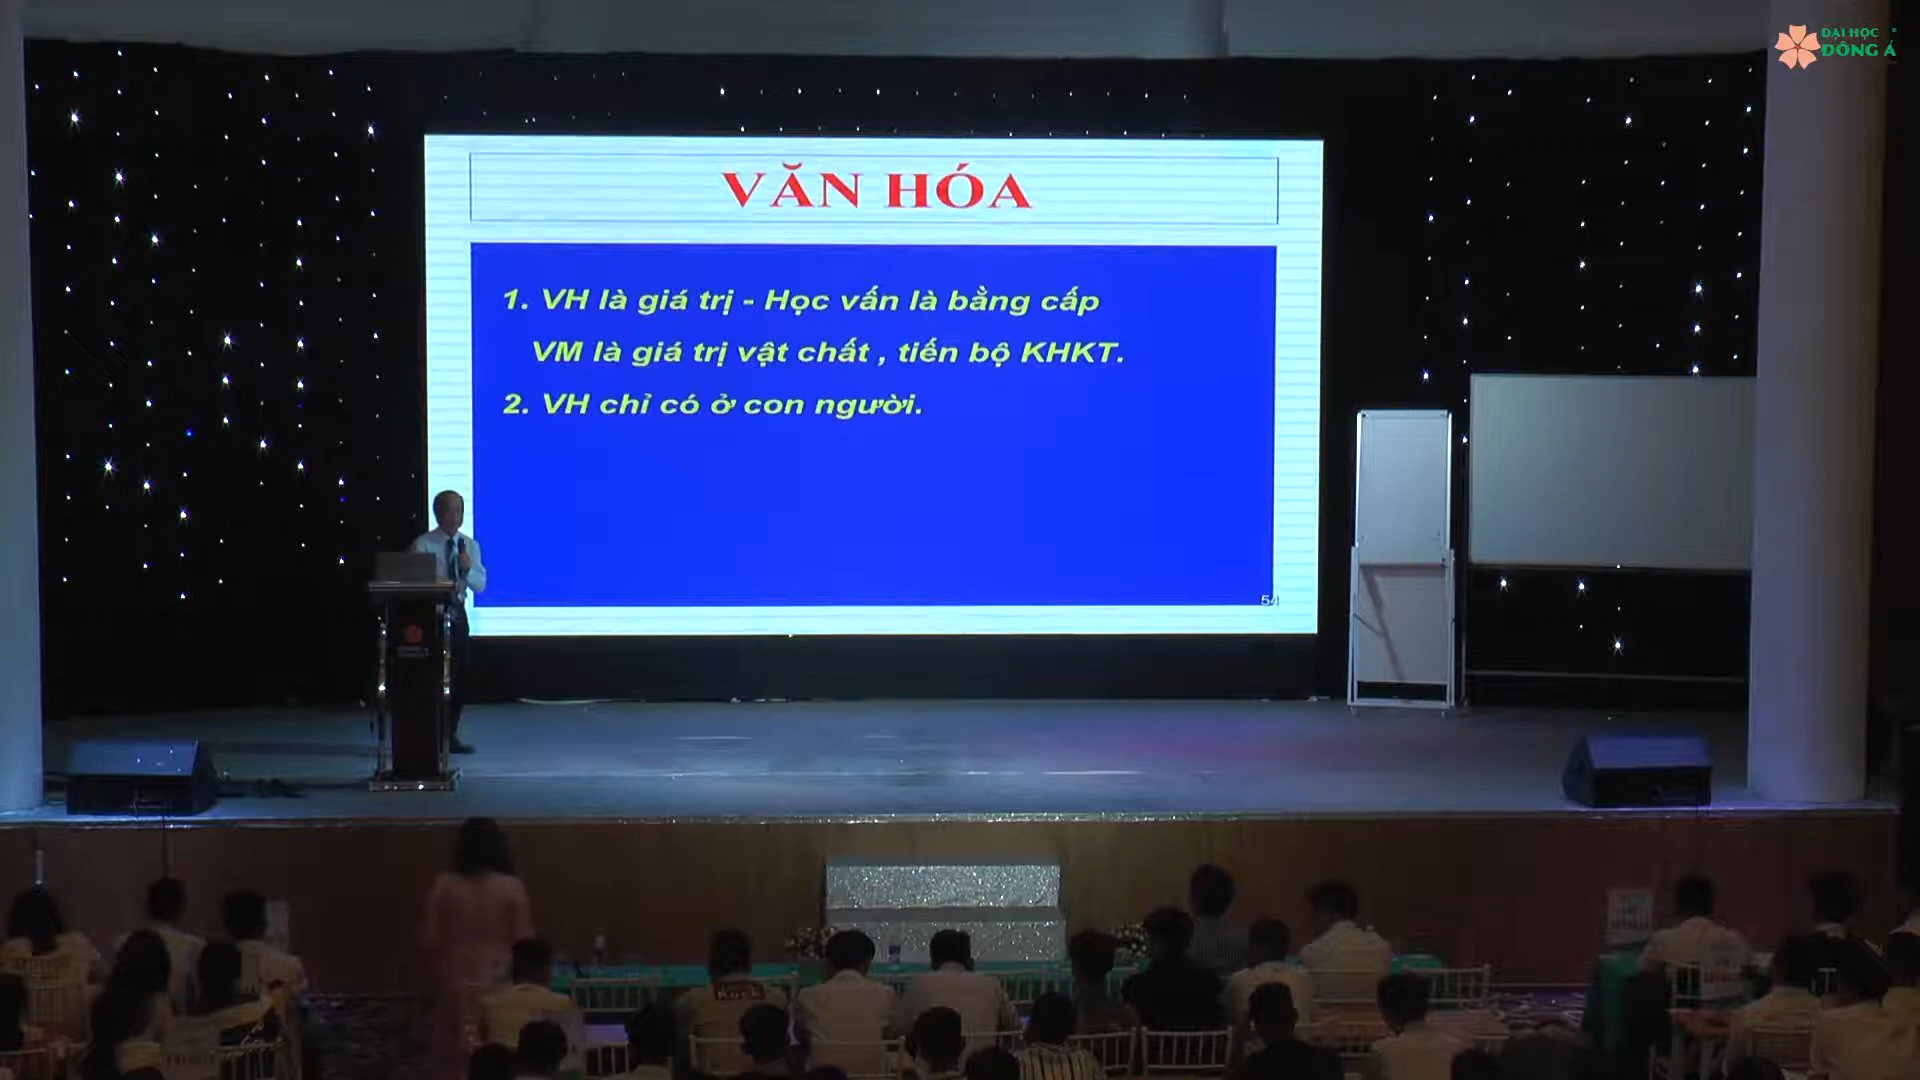 ĐẠI HỌC
ĐÔNG Á
VĂN HÓA
1. VH là giá trị - Học vấn là bằng cấp
VM là giá trị vật chất , tiến bộ KHKT.
2. VH chỉ có ở con người.
54